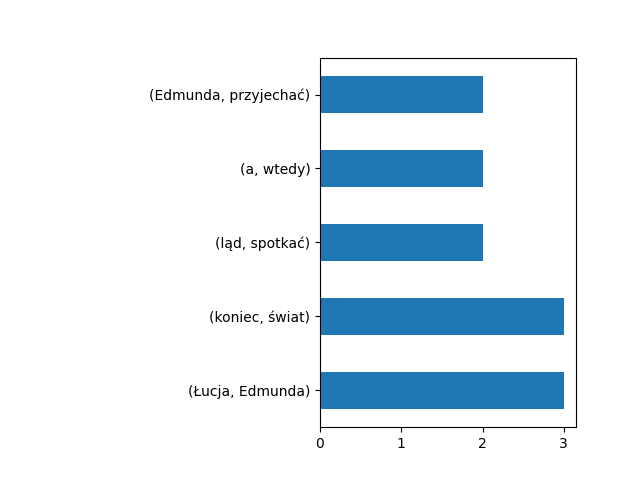 (Edmunda, przyjechać)
(a, wtedy)
(ląd, spotkać)
(koniec, świat)
(Łucja, Edmunda)
0 1 2 3